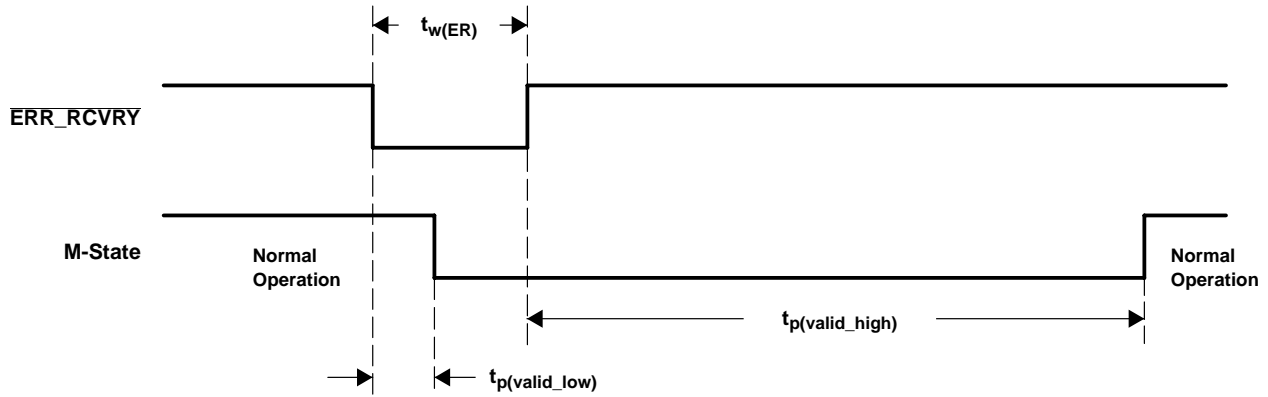 tw(ER)
ERR_RCVRY
M-State
Normal
Operation
Normal
Operation
tp(valid_high)
tp(valid_low)